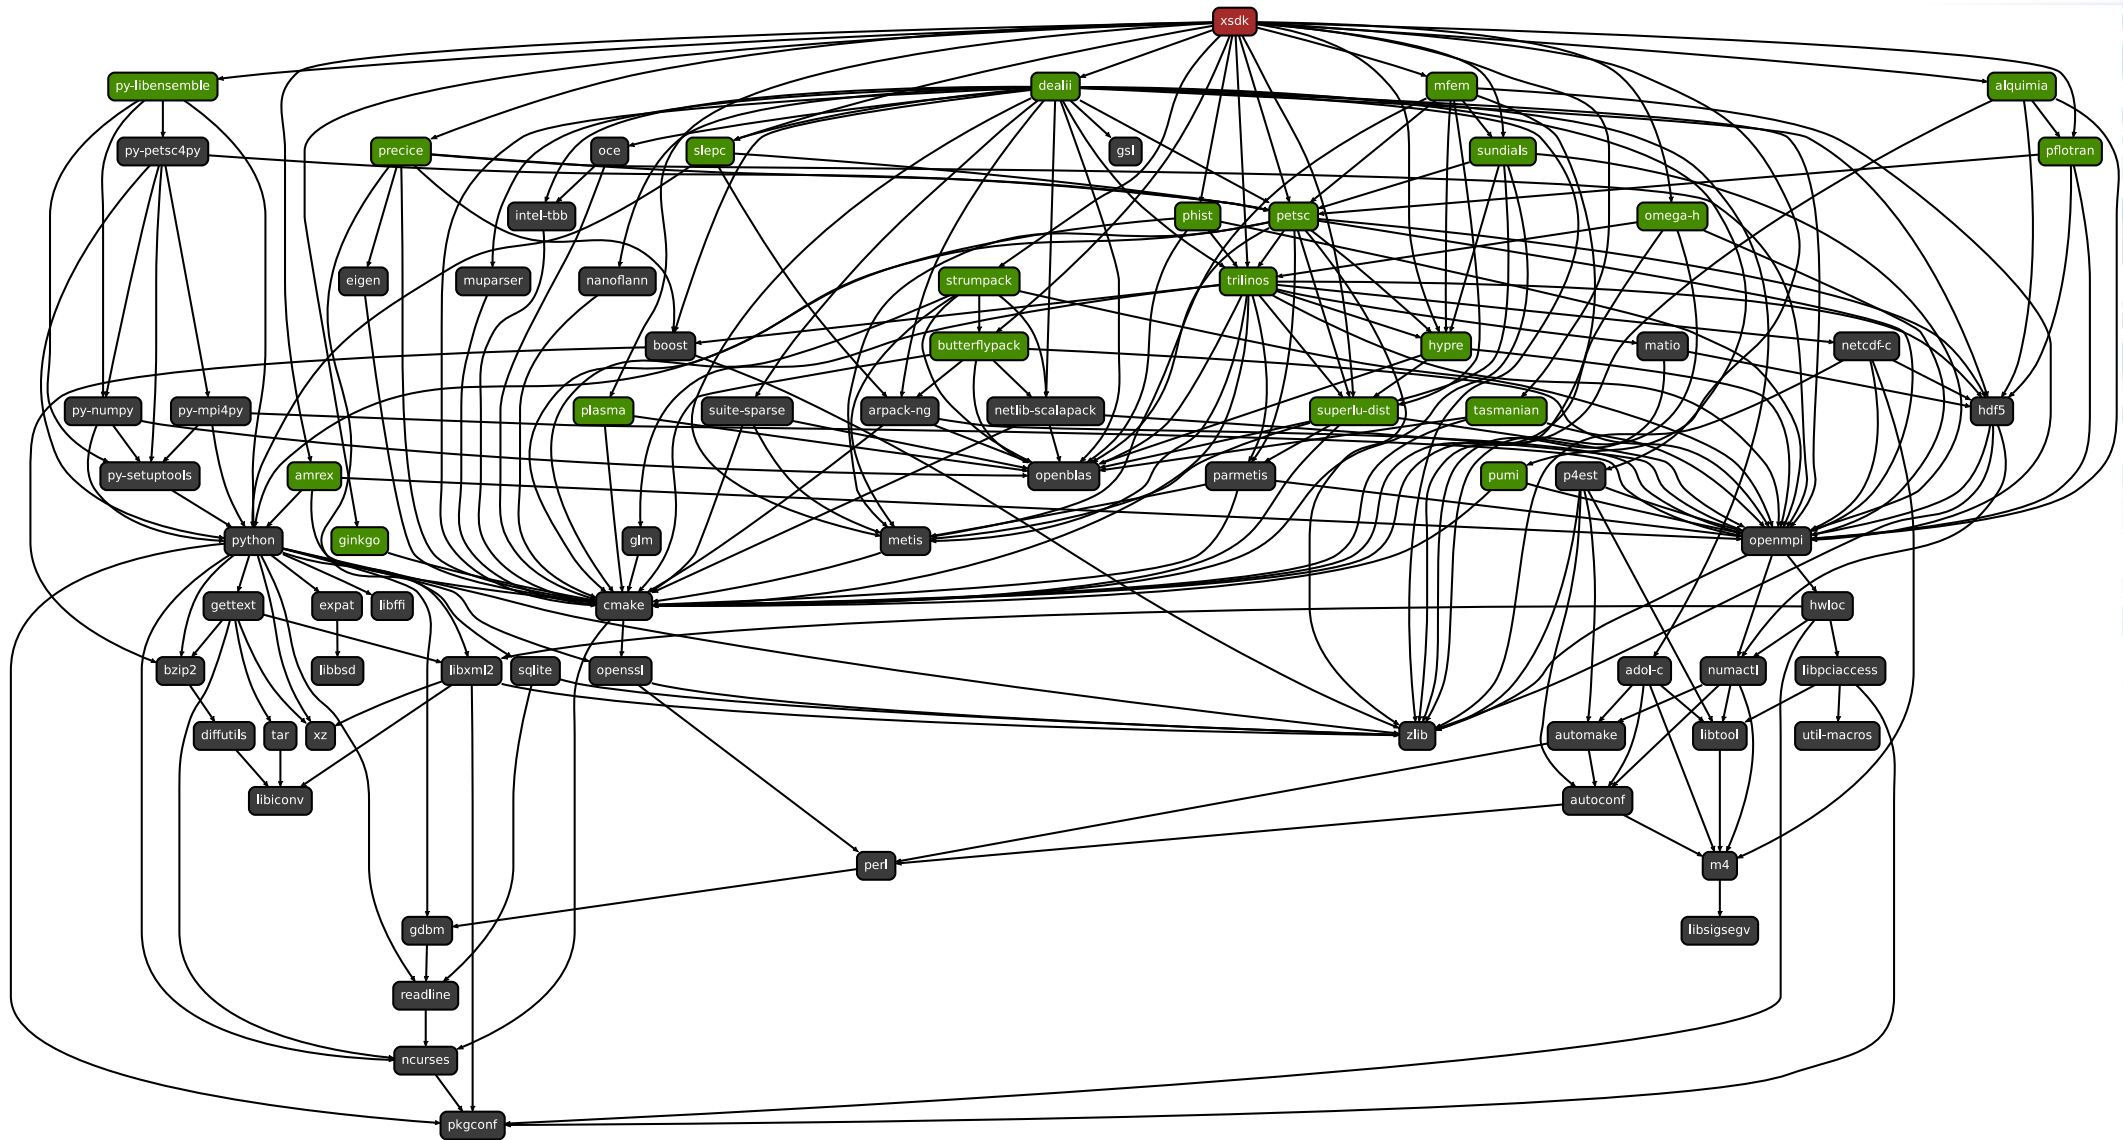 xsdk
py-libensemble
dealii
mfem
alquimia
py-petsc4py
precice
oce
slepc
gsl
sundials
pflotran
intel-tbb
phist
petsc
omega-h
eigen
muparser
nanoflann
strumpack
trilinos
boost
butterflypack
hypre
matio
netcdf-c
py-numpy
py-mpi4py
plasma
suite-sparse
arpack-ng
netlib-scalapack
superlu-dist
tasmanian
hdf5
py-setuptools
amrex
openblas
parmetis
pumi
p4est
python
ginkgo
glm
metis
openmpi
gettext
expat
libffi
cmake
hwloc
bzip2
libbsd
libxml2
sqlite
openssl
adol-c
numactl
libpciaccess
diffutils
tar
xz
zlib
automake
libtool
util-macros
libiconv
autoconf
perl
m4
gdbm
libsigsegv
readline
ncurses
pkgconf